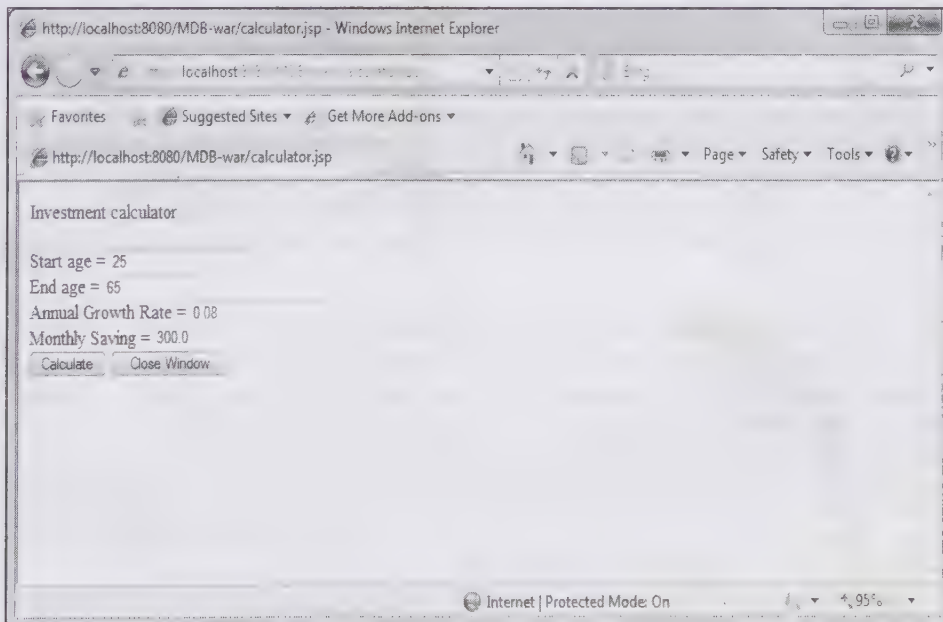 http://localhost:8080/MDB-war/calculator.jsp - Windows Internet Explorer
localhost
Favorites Suggested Sites ▾ Get More Add-ons ▾
http://localhost:8080/MDB-war/calculator.jsp Page ▾ Safety ▾ Tools ▾
Investment calculator
Start age = 25
End age = 65
Annual Growth Rate = 0.08
Monthly Saving = 300.0
Calculate Close Window
Internet | Protected Mode: On 95%